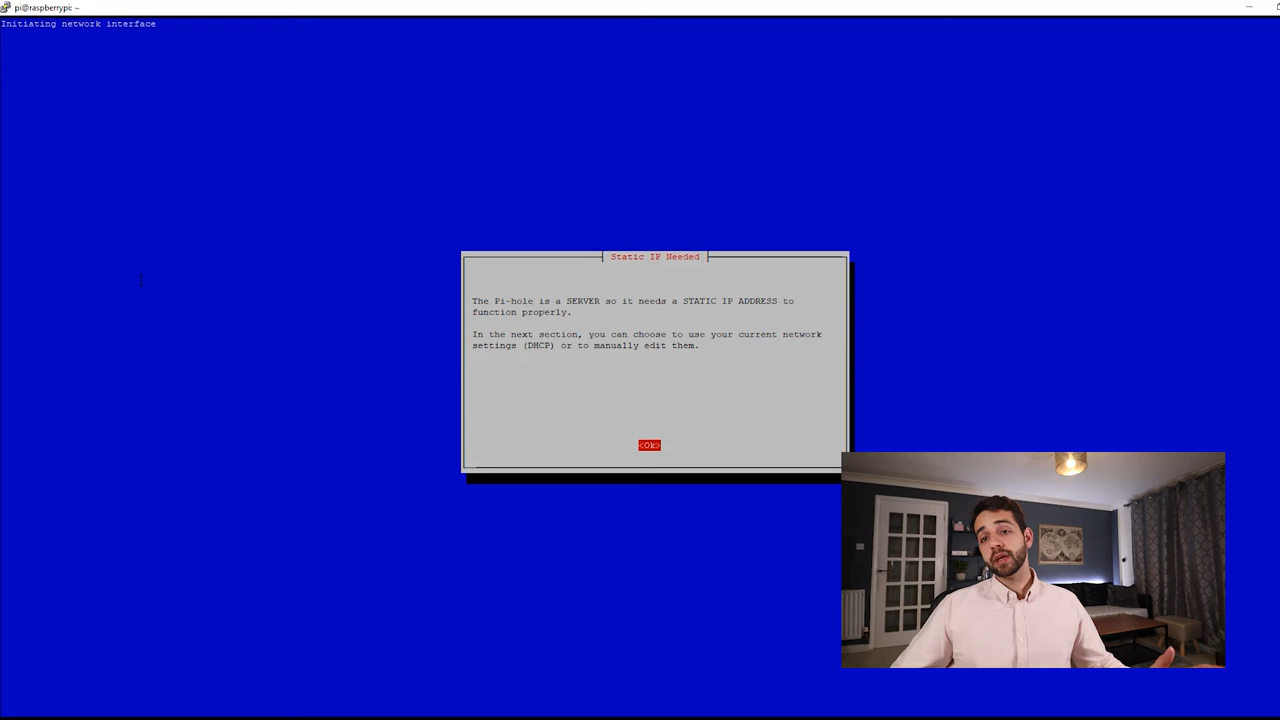 pi@raspberrypi: ~
Initiating network interface
Static IP Needed
The Pi-hole is a SERVER so it needs a STATIC IP ADDRESS to
function properly.
In the next section, you can choose to use your current network
settings (DHCP) or to manually edit them.
<Ok>